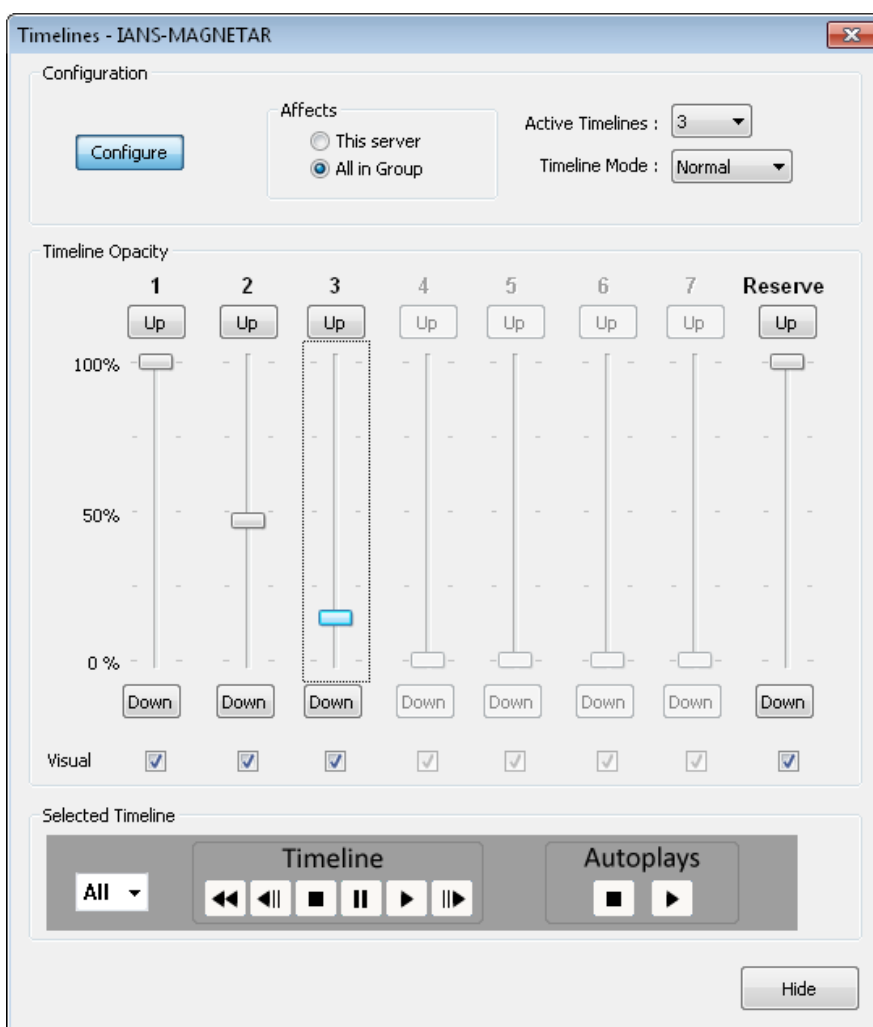 Timelines - IANS-MAGNETAR
Configuration
Configure
Affects
This server
All in Group
Active Timelines : 3
Timeline Mode : Normal
Timeline Opacity
1 2 3 4 5 6 7 Reserve
Up Up Up Up Up Up Up Up
100%
50%
0 %
Down Down Down Down Down Down Down Down
Visual
Selected Timeline
All
Timeline
Autoplays
Hide